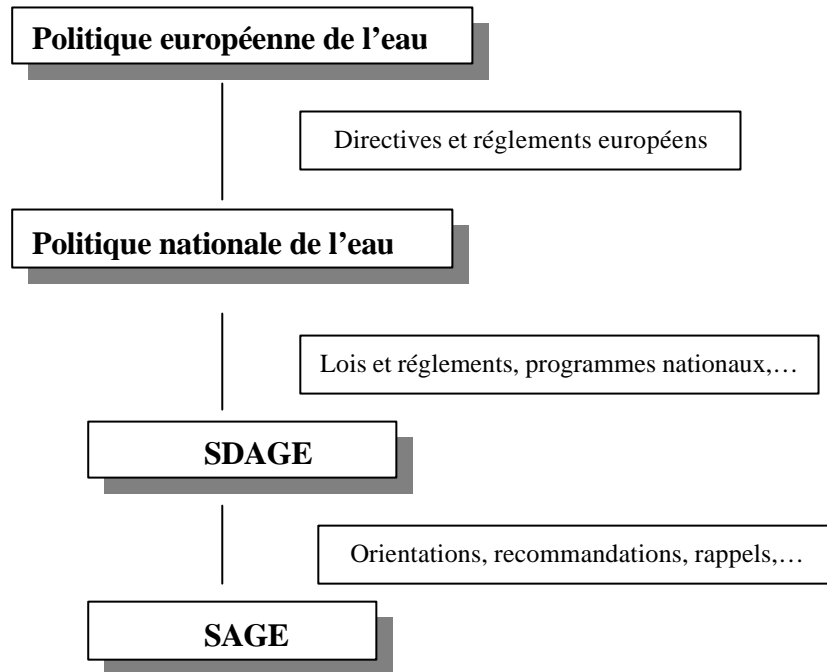 Politique européenne de l’eau
Directives et réglements européens
Politique nationale de l’eau
Lois et réglements, programmes nationaux,…
SDAGE
Orientations, recommandations, rappels,…
SAGE